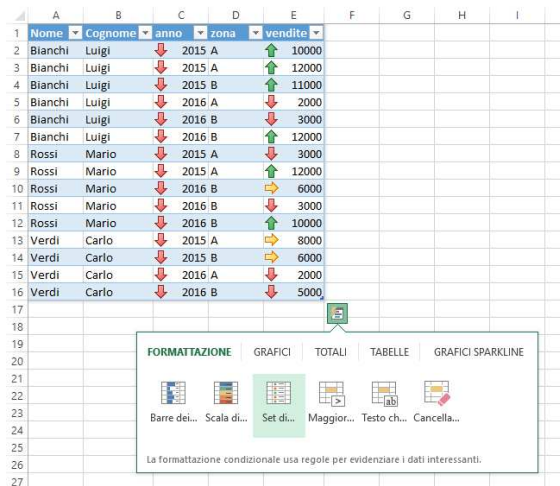 A B C D E F G H I
1 Nome Cognome anno zona vendite
2 Bianchi Luigi 2015 A 10000
3 Bianchi Luigi 2015 A 12000
4 Bianchi Luigi 2015 B 11000
5 Bianchi Luigi 2016 A 2000
6 Bianchi Luigi 2016 B 3000
7 Bianchi Luigi 2016 B 12000
8 Rossi Mario 2015 A 3000
9 Rossi Mario 2015 A 12000
10 Rossi Mario 2016 B 6000
11 Rossi Mario 2016 B 3000
12 Rossi Mario 2016 B 10000
13 Verdi Carlo 2015 A 8000
14 Verdi Carlo 2015 B 6000
15 Verdi Carlo 2016 A 2000
16 Verdi Carlo 2016 B 5000
17
18
19
20
21
22
23
24
25
26
27
FORMATTAZIONE GRAFICI TOTALI TABELLE GRAFICI SPARKLINE
Barre dei... Scala di... Set di... Maggior... Testo ch... Cancella...
La formattazione condizionale usa regole per evidenziare i dati interessanti.